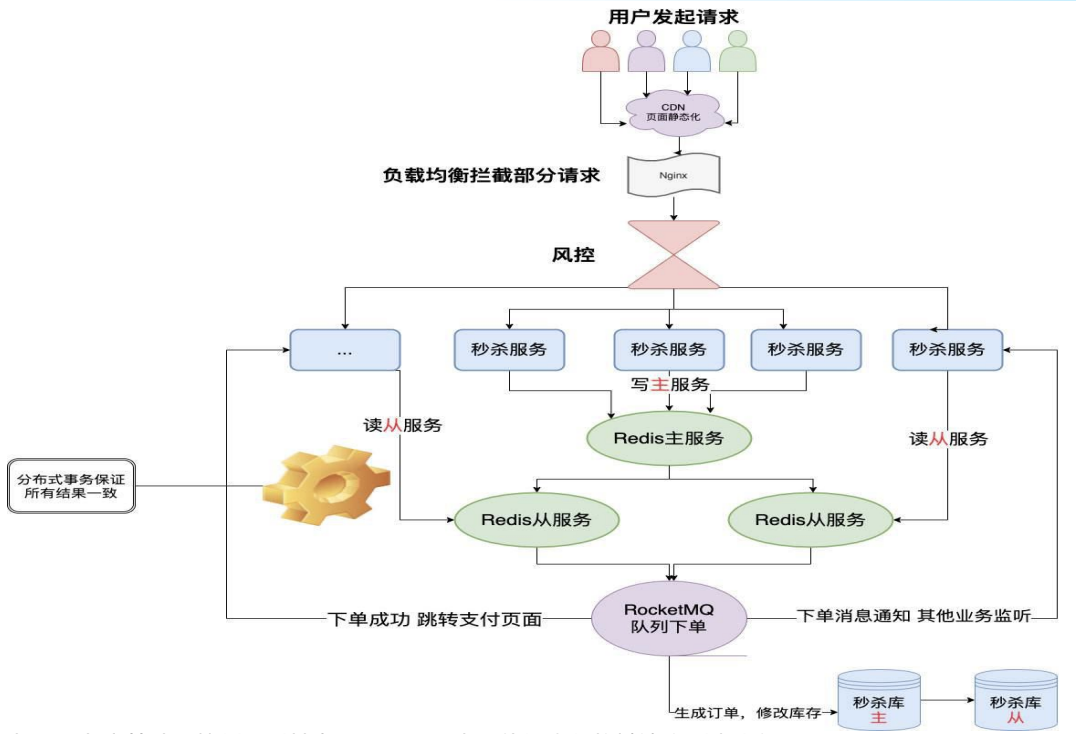 用户发起请求
CDN
页面静态化
负载均衡拦截部分请求
Nginx
风控
...
秒杀服务
秒杀服务
秒杀服务
秒杀服务
写主服务
读从服务
Redis主服务
读从服务
分布式事务保证
所有结果一致
Redis从服务
Redis从服务
下单成功 跳转支付页面
RocketMQ
队列下单
下单消息通知 其他业务监听
生成订单，修改库存
秒杀库
主
秒杀库
从